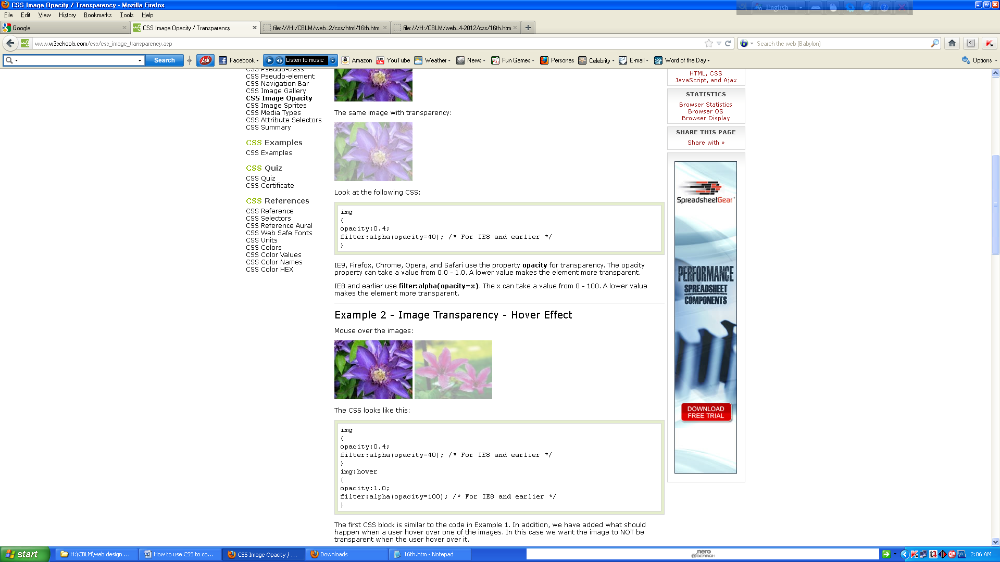 CSS Image Opacity / Transparency - Mozilla Firefox
English
File Edit View History Bookmarks Tools Help
Google
CSS Image Opacity / Transparency
file:///H:/CBLM/web...2/css/html/16th.htm
file:///H:/CBLM/web...4-2012/css/16th.htm
www.w3schools.com/css/css_image_transparency.asp
Search the web (Babylon)
Search
Ask
Facebook
Listen to music
Amazon
YouTube
Weather
News
Fun Games
Personas
Celebrity
E-mail
Word of the Day
Options
CSS Pseudo-class
CSS Pseudo-element
CSS Navigation Bar
CSS Image Gallery
CSS Image Opacity
CSS Image Sprites
CSS Media Types
CSS Attribute Selectors
CSS Summary
CSS Examples
CSS Examples
CSS Quiz
CSS Quiz
CSS Certificate
CSS References
CSS Reference
CSS Selectors
CSS Reference Aural
CSS Web Safe Fonts
CSS Units
CSS Colors
CSS Color Values
CSS Color Names
CSS Color HEX
The same image with transparency:
Look at the following CSS:
img
{
opacity:0.4;
filter:alpha(opacity=40); /* For IE8 and earlier */
}
IE9, Firefox, Chrome, Opera, and Safari use the property opacity for transparency. The opacity
property can take a value from 0.0 - 1.0. A lower value makes the element more transparent.
IE8 and earlier use filter:alpha(opacity=x). The x can take a value from 0 - 100. A lower value
makes the element more transparent.
Example 2 - Image Transparency - Hover Effect
Mouse over the images:
The CSS looks like this:
img
{
opacity:0.4;
filter:alpha(opacity=40); /* For IE8 and earlier */
}
img:hover
{
opacity:1.0;
filter:alpha(opacity=100); /* For IE8 and earlier */
}
The first CSS block is similar to the code in Example 1. In addition, we have added what should
happen when a user hover over one of the images. In this case we want the image to NOT be
transparent when the user hover over it.
HTML, CSS
JavaScript, and Ajax
STATISTICS
Browser Statistics
Browser OS
Browser Display
SHARE THIS PAGE
Share with »
SpreadsheetGear
PERFORMANCE
SPREADSHEET
COMPONENTS
DOWNLOAD
FREE TRIAL
start
H:\CBLM\web design ...
How to use CSS to co...
CSS Image Opacity / ...
Downloads
16th.htm - Notepad
nero
SEARCH
2:06 AM